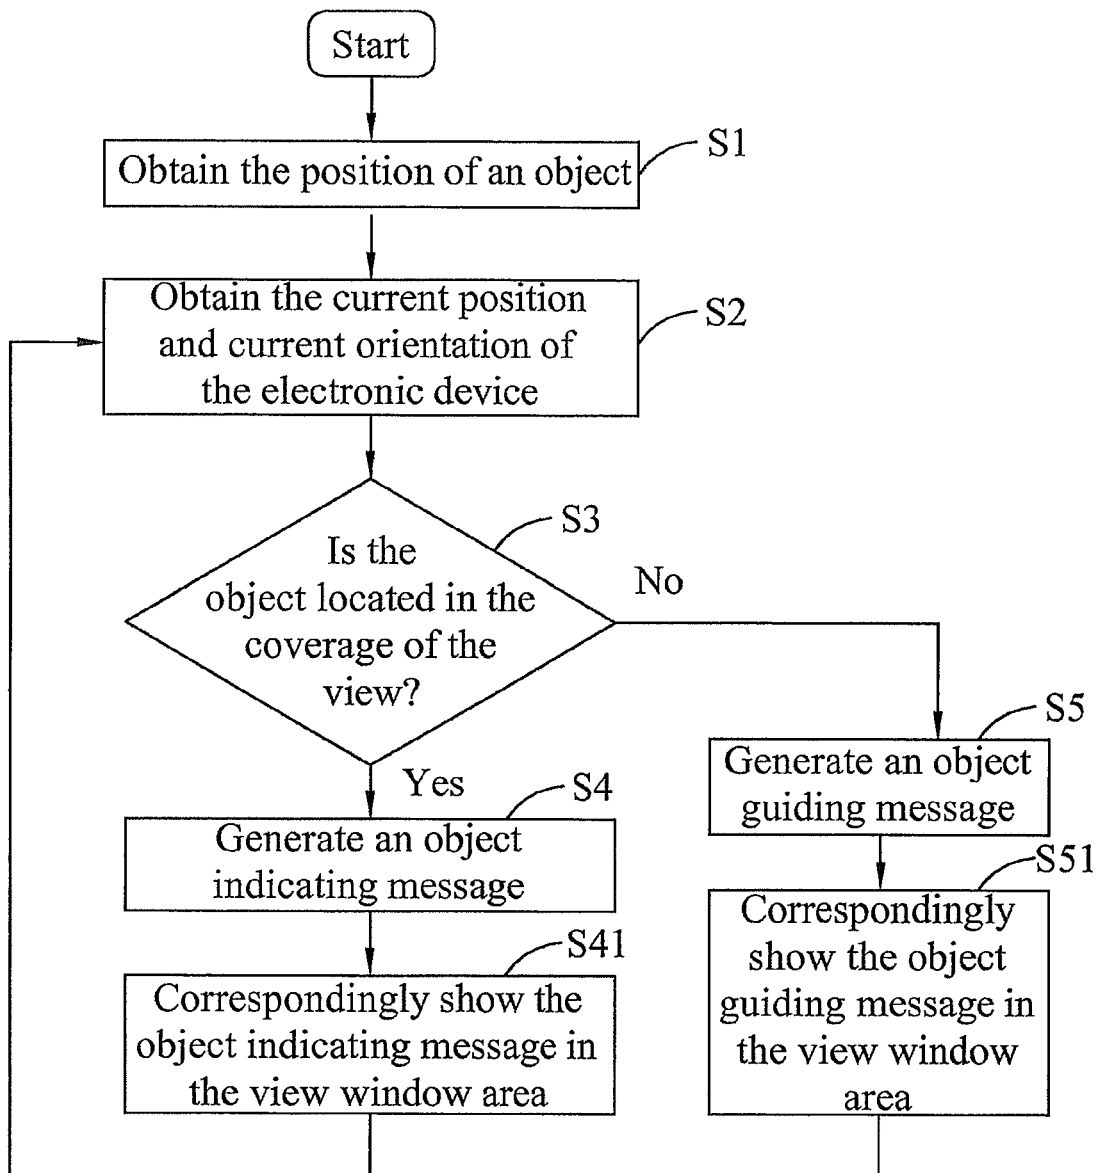 Start
S1
Obtain the position of an object
S2
Obtain the current position
and current orientation of
the electronic device
S3
Is the
object located in the
coverage of the
view?
No
Yes
S5
Generate an object
guiding message
S4
Generate an object
indicating message
S51
Correspondingly
show the object
guiding message in
the view window
area
S41
Correspondingly show the
object indicating message in
the view window area